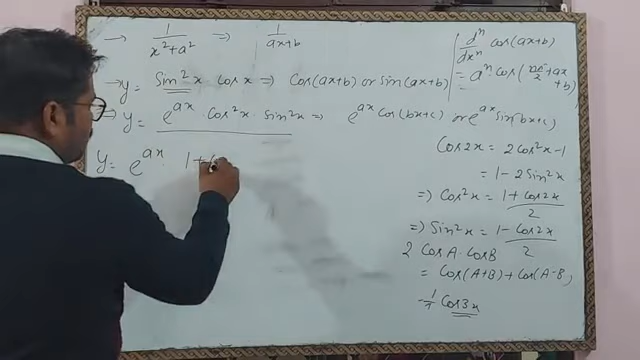 → 1/(x²+a²) ⇒ 1/(ax+b)
→ y = Sin²x · Cos x ⇒ Cos(ax+b) or Sin(ax+b)
⇒ y = e^(ax) · Cos²x · Sin²x ⇒ e^(ax) Cos(bx+c) or e^(ax) Sin(bx+c)
y = e^(ax) · 1+
dⁿ/dxⁿ Cos(ax+b)
= aⁿ · Cos(nπ/2 + ax
+ b)
Cos2x = 2Cos²x-1
= 1 - 2Sin²x
⇒ Cos²x = (1+Cos2x)/2
⇒ Sin²x = (1-Cos2x)/2
2 CosA · CosB
= Cos(A+B) + Cos(A-B)
Cos3x